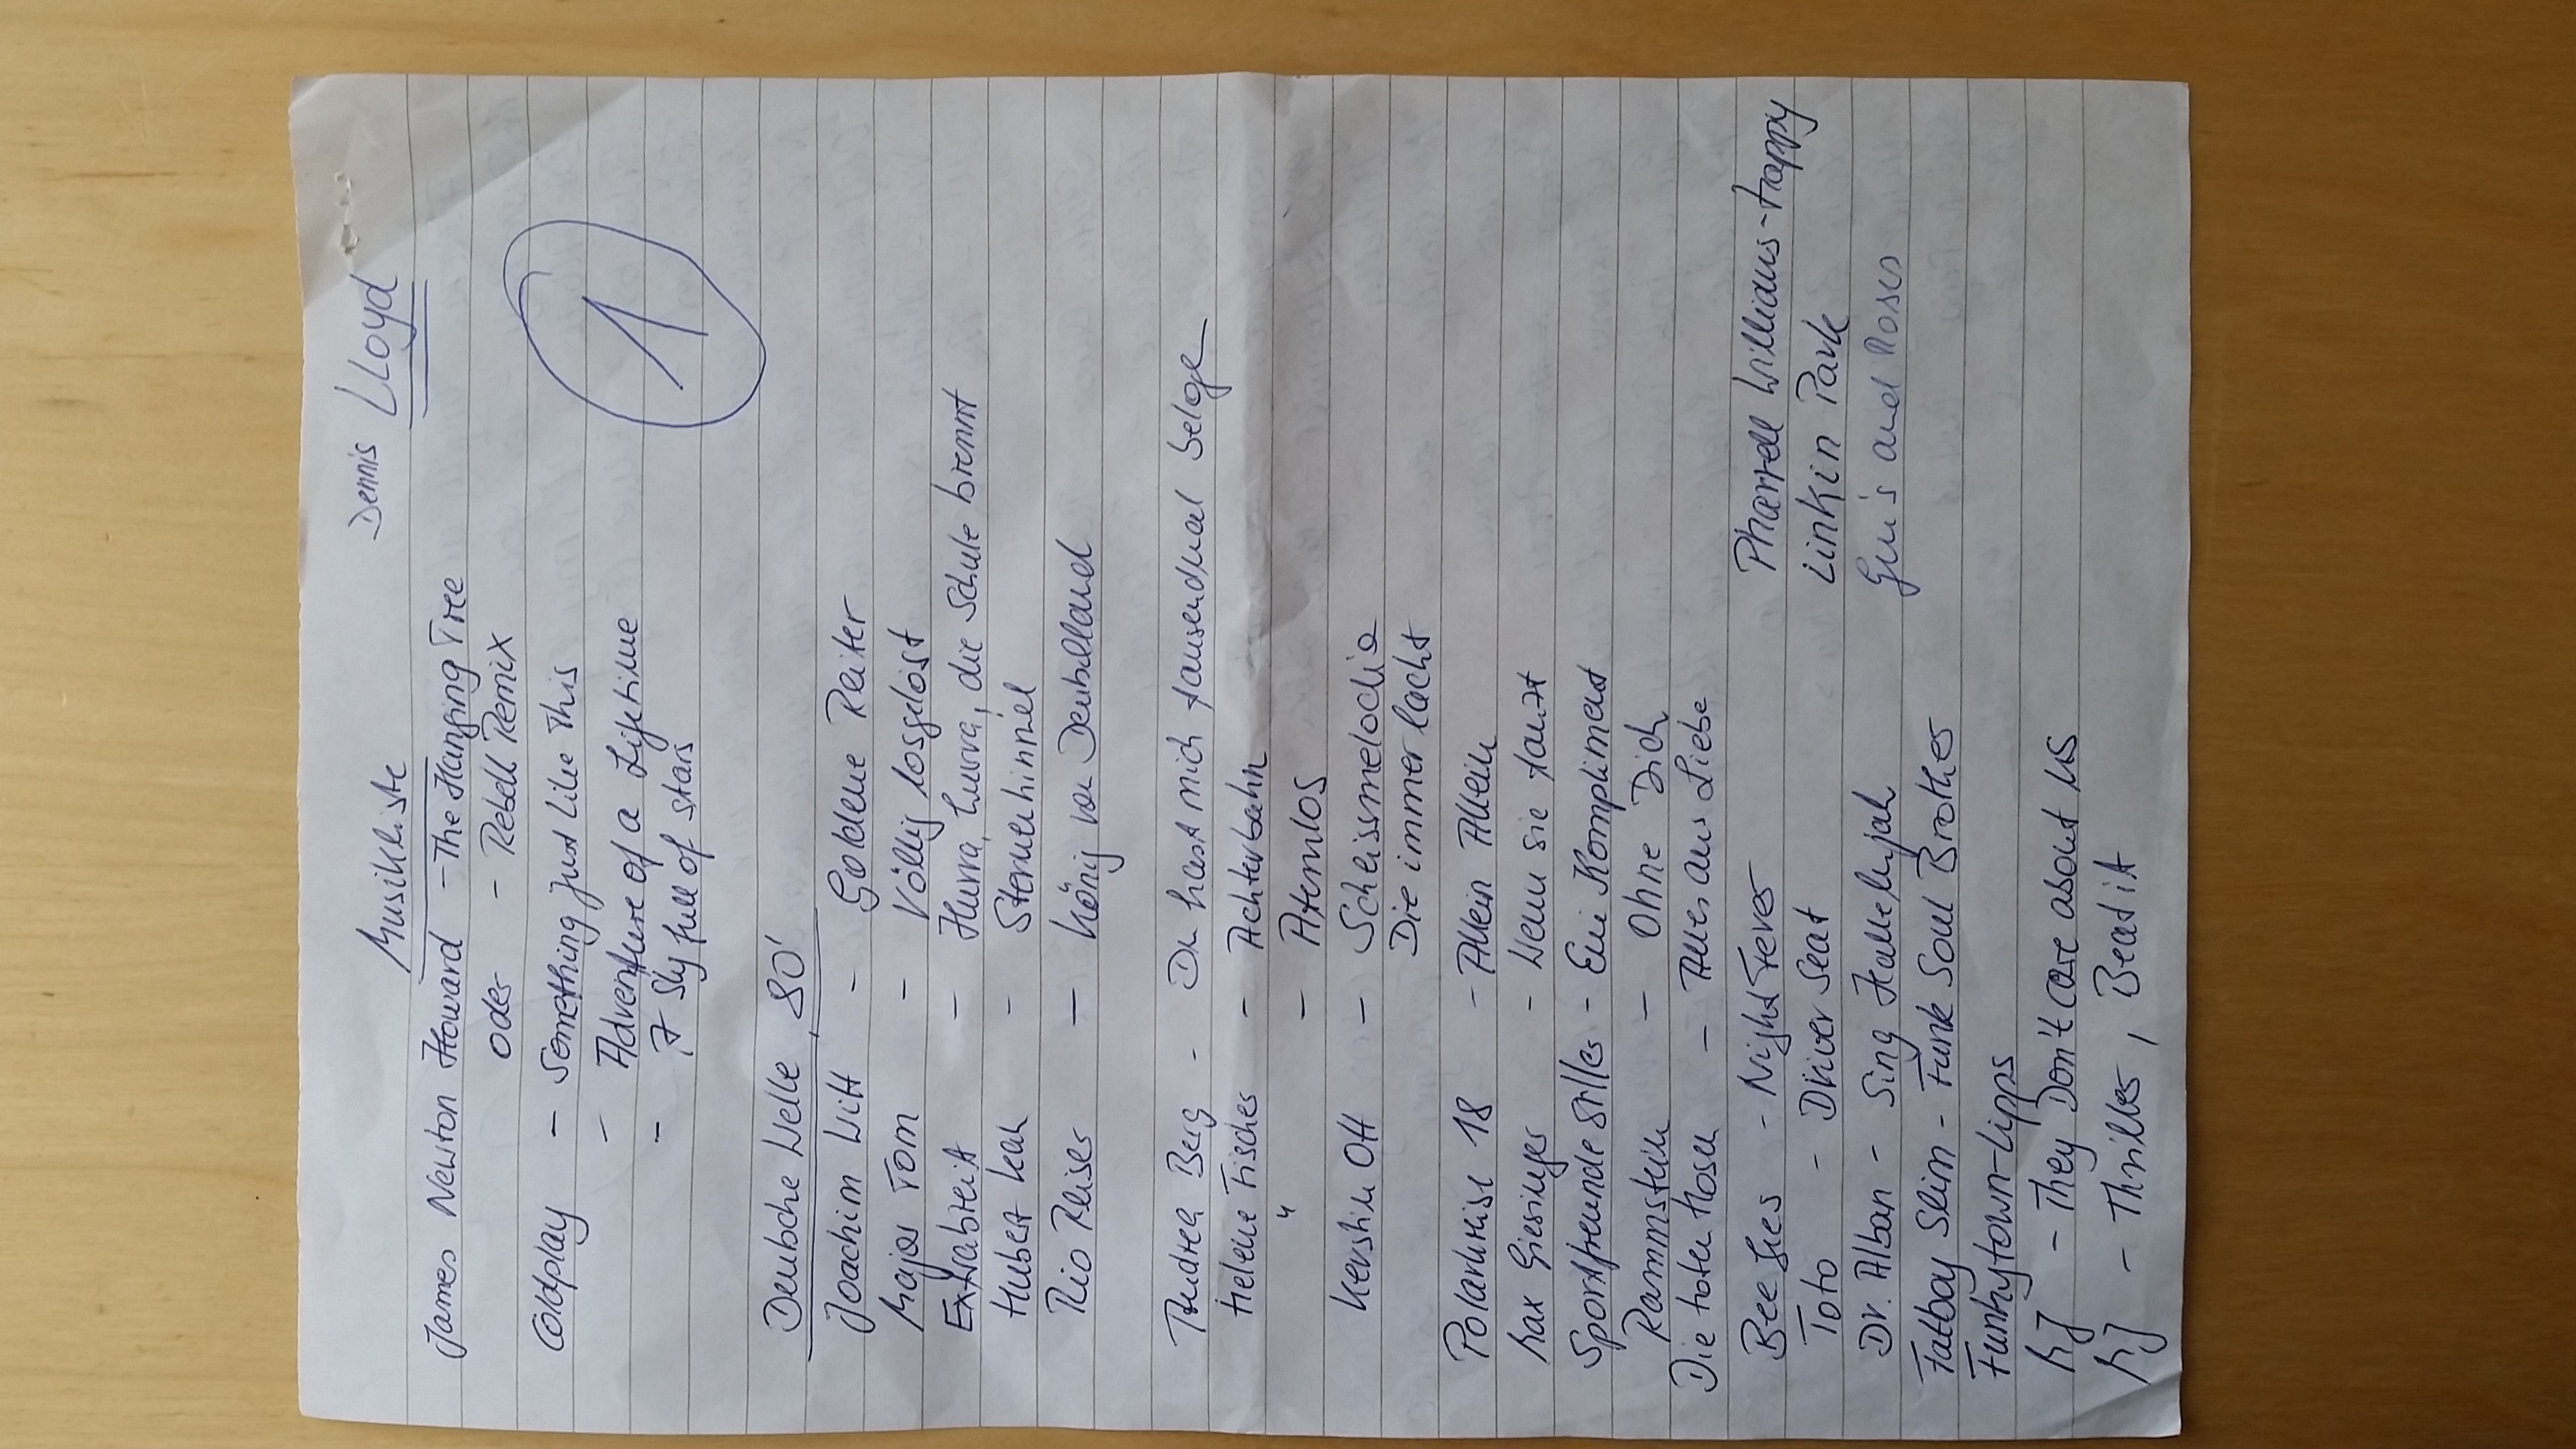 Musikliste
Dennis Lloyd
James Newton Howard - The Hanging Tree
oder - Rebell Remix
Coldplay - Something Just Like This
- Adventure of a Lifetime
- A Sky full of stars
1
Deutsche Welle, 80'
Joachim Witt - Goldene Reiter
Major Tom - Völlig losgelöst
Extrabreit - Hurra, hurra, die Schule brennt
Hubert Kah - Sternenhimmel
Rio Reiser - König von Deutschland
Andrea Berg - Du hast mich tausendmal belogen
Helene Fischer - Achterbahn
" - Atemlos
Kerstin Ott - Scheissmelodie
Die immer lacht
Polarkreise 18 - Allein Allein
Max Giesinger - Wenn sie tanzt
Sportfreunde Stiller - Ein Kompliment
Rammstein - Ohne Dich
Die toten Hosen - Alles aus Liebe
Bee Gees - Night Fever
Pharrell Williams - Happy
Toto - Driver Seat
Linkin Park
Dr. Alban - Sing Hallelujah
Gun's and Roses
Fatboy Slim - Funk Soul Brother
Funkytown - Lipps
MJ - They Don't care about us
MJ - Thriller, Beat it